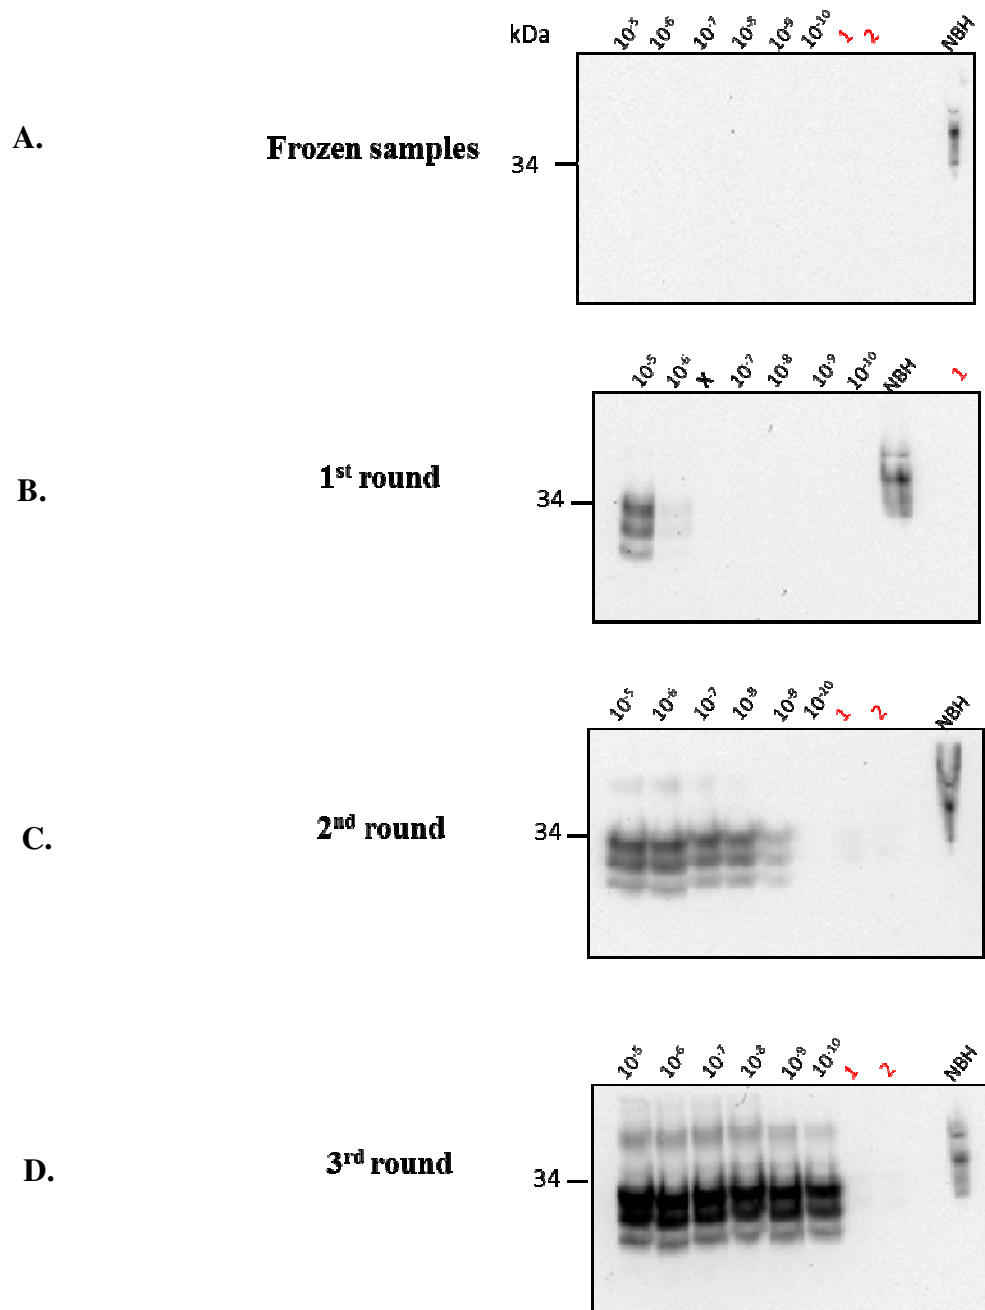 kDa
10⁻⁵ 10⁻⁶ 10⁻⁷ 10⁻⁸ 10⁻⁹ 10⁻¹⁰ 1 2 NBH
A.
Frozen samples
34
10⁻⁵ 10⁻⁶ X 10⁻⁷ 10⁻⁸ 10⁻⁹ 10⁻¹⁰ NBH 1
B.
1st round
34
10⁻⁵ 10⁻⁶ 10⁻⁷ 10⁻⁸ 10⁻⁹ 10⁻¹⁰ 1 2 NBH
C.
2nd round
34
10⁻⁵ 10⁻⁶ 10⁻⁷ 10⁻⁸ 10⁻⁹ 10⁻¹⁰ 1 2 NBH
D.
3rd round
34